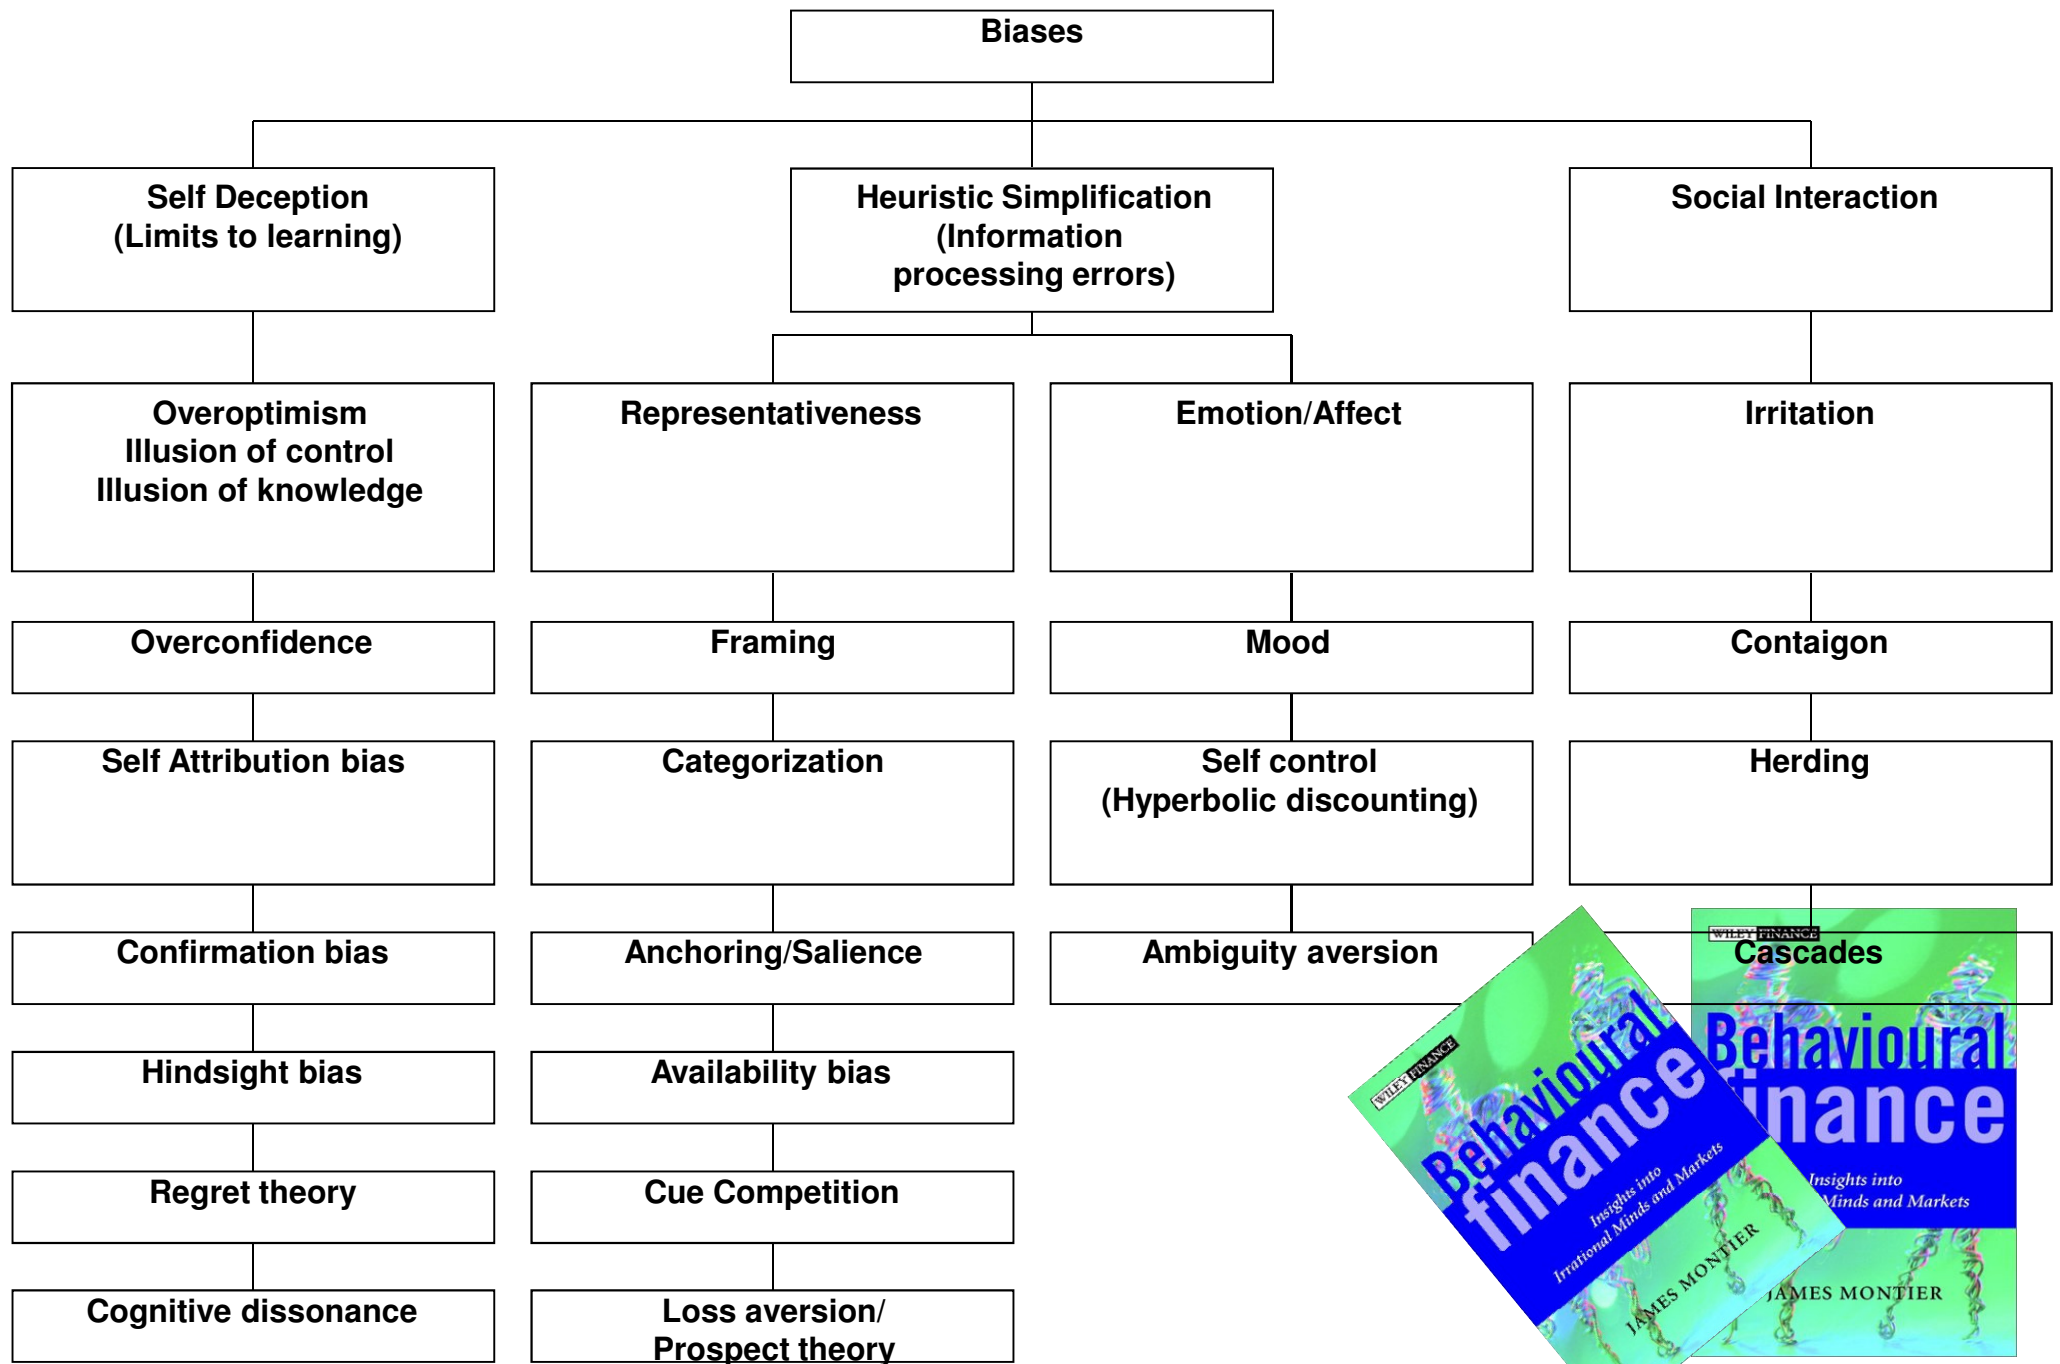 Biases
Self Deception
(Limits to learning)
Heuristic Simplification
(Information
processing errors)
Social Interaction
Overoptimism
Illusion of control
Illusion of knowledge
Representativeness
Emotion/Affect
Irritation
Overconfidence
Framing
Mood
Contaigon
Self Attribution bias
Categorization
Self control
(Hyperbolic discounting)
Herding
Confirmation bias
Anchoring/Salience
Ambiguity aversion
Cascades
Hindsight bias
Availability bias
Regret theory
Cue Competition
Cognitive dissonance
Loss aversion/
Prospect theory
WILEY FINANCE
Behavioural
finance
Insights into
Irrational Minds and Markets
JAMES MONTIER
WILEY FINANCE
Behavioural
finance
Insights into
Minds and Markets
JAMES MONTIER